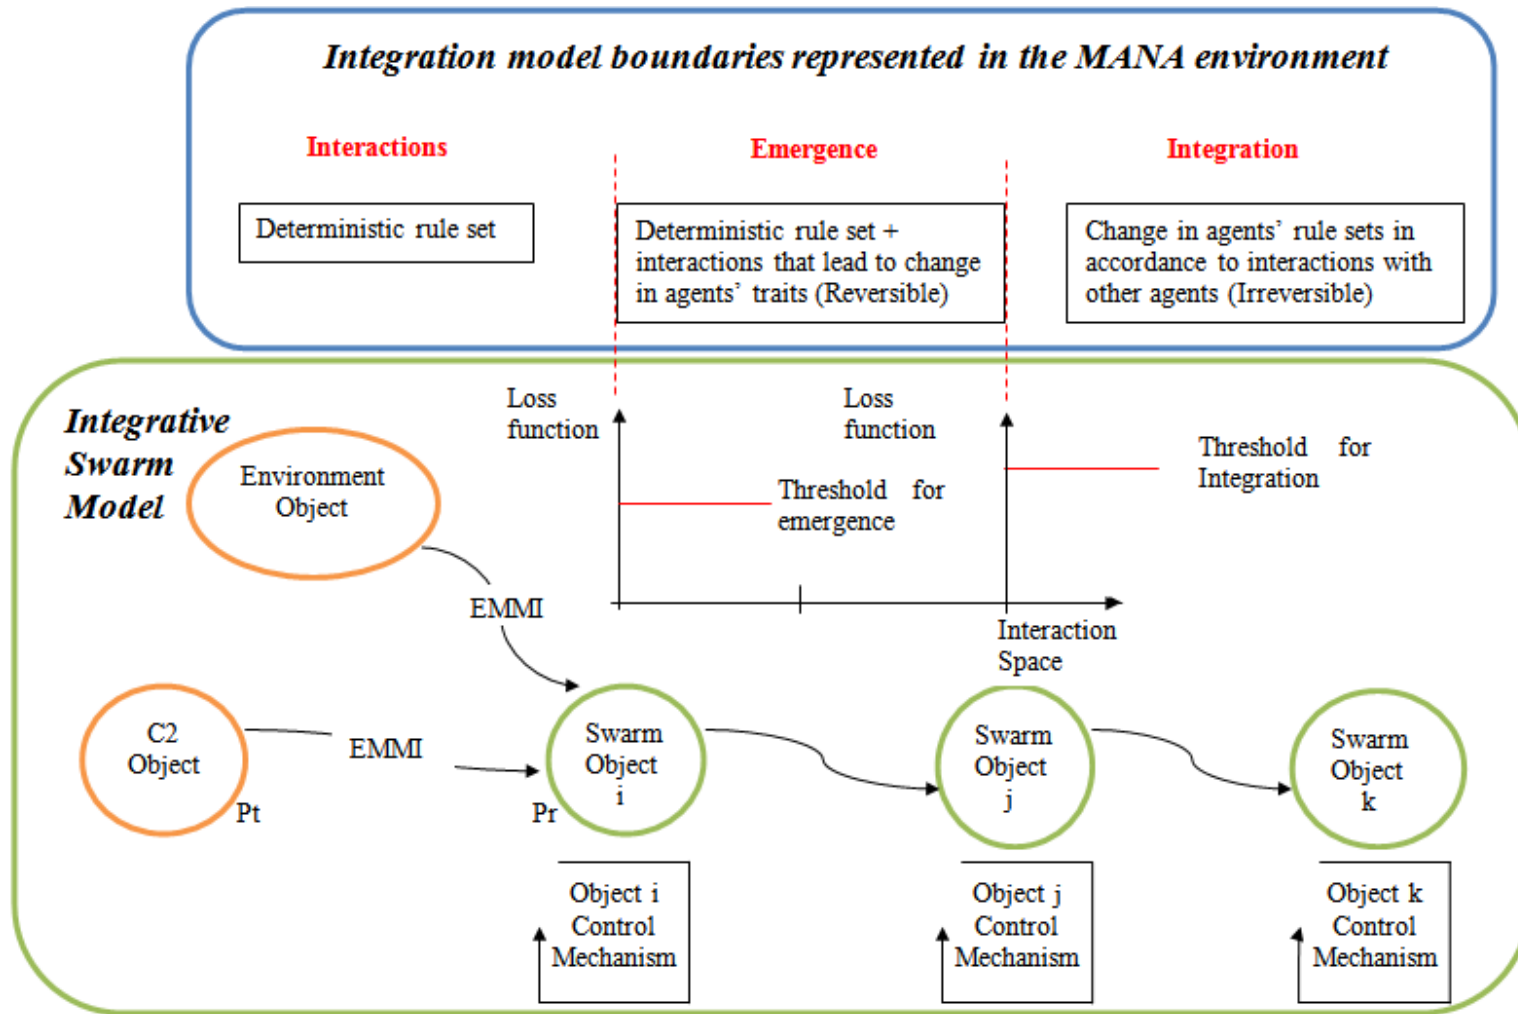 Integration model boundaries represented in the MANA environment
Interactions
Emergence
Integration
Deterministic rule set
Deterministic rule set +
interactions that lead to change
in agents’ traits (Reversible)
Change in agents’ rule sets in
accordance to interactions with
other agents (Irreversible)
Integrative
Swarm
Model
Environment
Object
Loss
function
Threshold for
emergence
Loss
function
Threshold for
Integration
EMMI
Interaction
Space
C2
Object
Pt
EMMI
Pr
Swarm
Object
i
Swarm
Object
j
Swarm
Object
k
Object i
Control
Mechanism
Object j
Control
Mechanism
Object k
Control
Mechanism